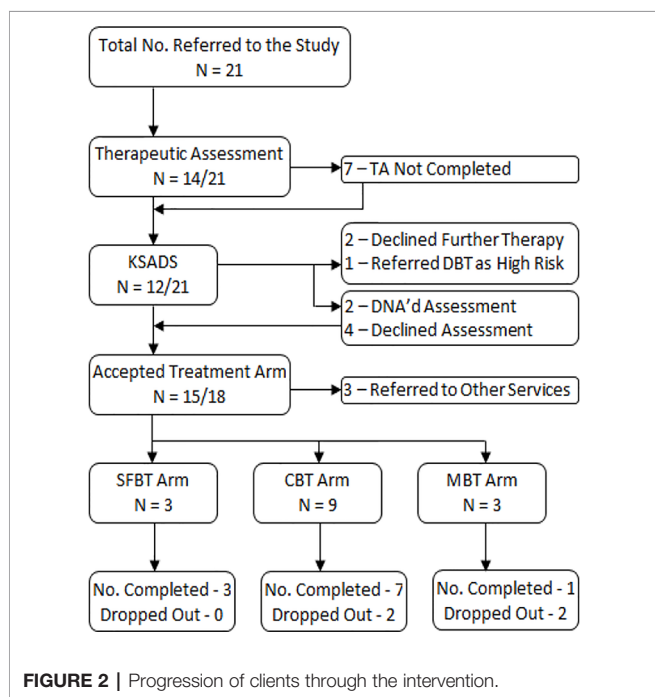 Total No. Referred to the Study
N = 21
Therapeutic Assessment
N = 14/21
7 – TA Not Completed
KSADS
N = 12/21
2 – Declined Further Therapy
1 – Referred DBT as High Risk
2 – DNA'd Assessment
4 – Declined Assessment
Accepted Treatment Arm
N = 15/18
3 – Referred to Other Services
SFBT Arm
N = 3
CBT Arm
N = 9
MBT Arm
N = 3
No. Completed - 3
Dropped Out - 0
No. Completed - 7
Dropped Out - 2
No. Completed - 1
Dropped Out - 2
FIGURE 2 | Progression of clients through the intervention.